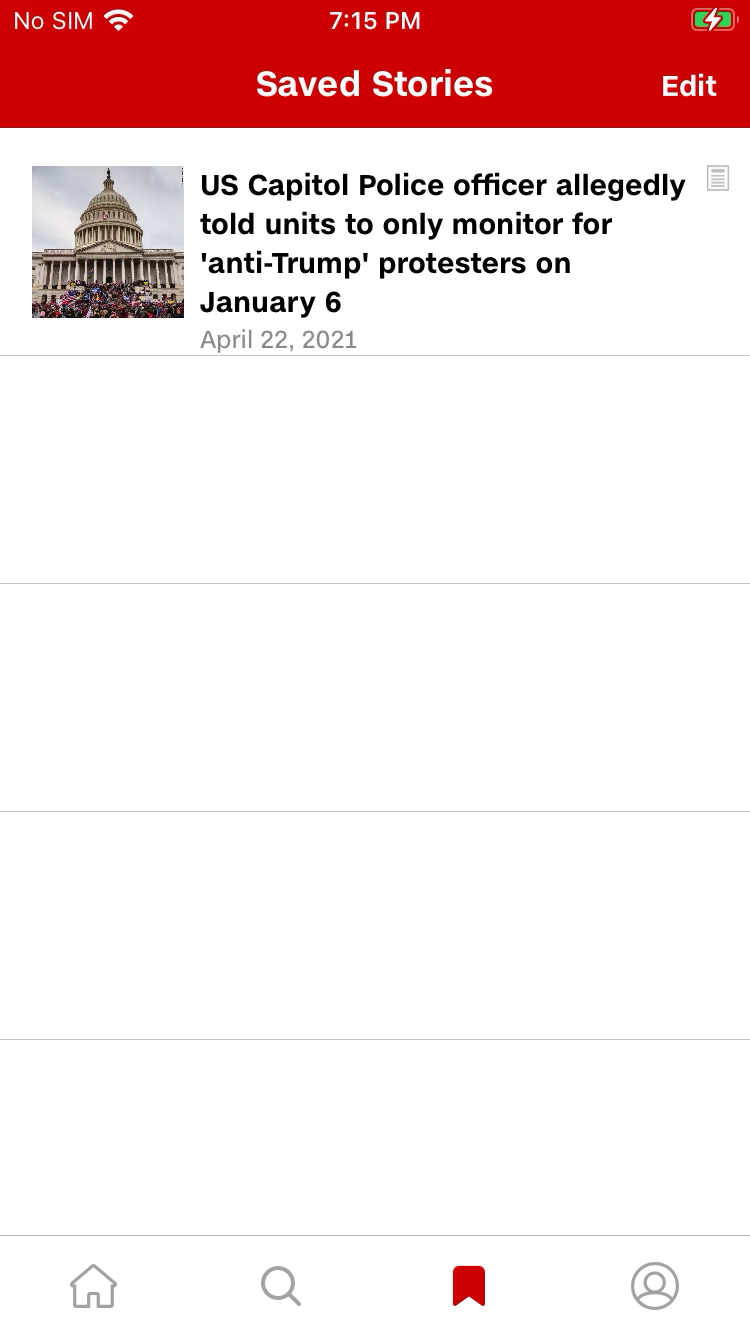 No SIM
7:15 PM
Saved Stories
Edit
US Capitol Police officer allegedly
told units to only monitor for
'anti-Trump' protesters on
January 6
April 22, 2021